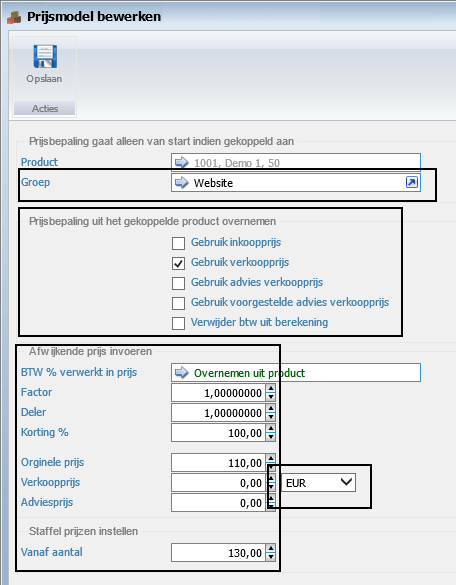 Prijsmodel bewerken
Opslaan
Acties
Prijsbepaling gaat alleen van start indien gekoppeld aan
Product 1001, Demo 1, 50
Groep Website
Prijsbepaling uit het gekoppelde product overnemen
Gebruik inkoopprijs
Gebruik verkoopprijs
Gebruik advies verkoopprijs
Gebruik voorgestelde advies verkoopprijs
Verwijder btw uit berekening
Afwijkende prijs invoeren
BTW % verwerkt in prijs Overnemen uit product
Factor 1,00000000
Deler 1,00000000
Korting % 100,00
Orginele prijs 110,00
Verkoopprijs 0,00 EUR
Adviesprijs 0,00
Staffel prijzen instellen
Vanaf aantal 130,00